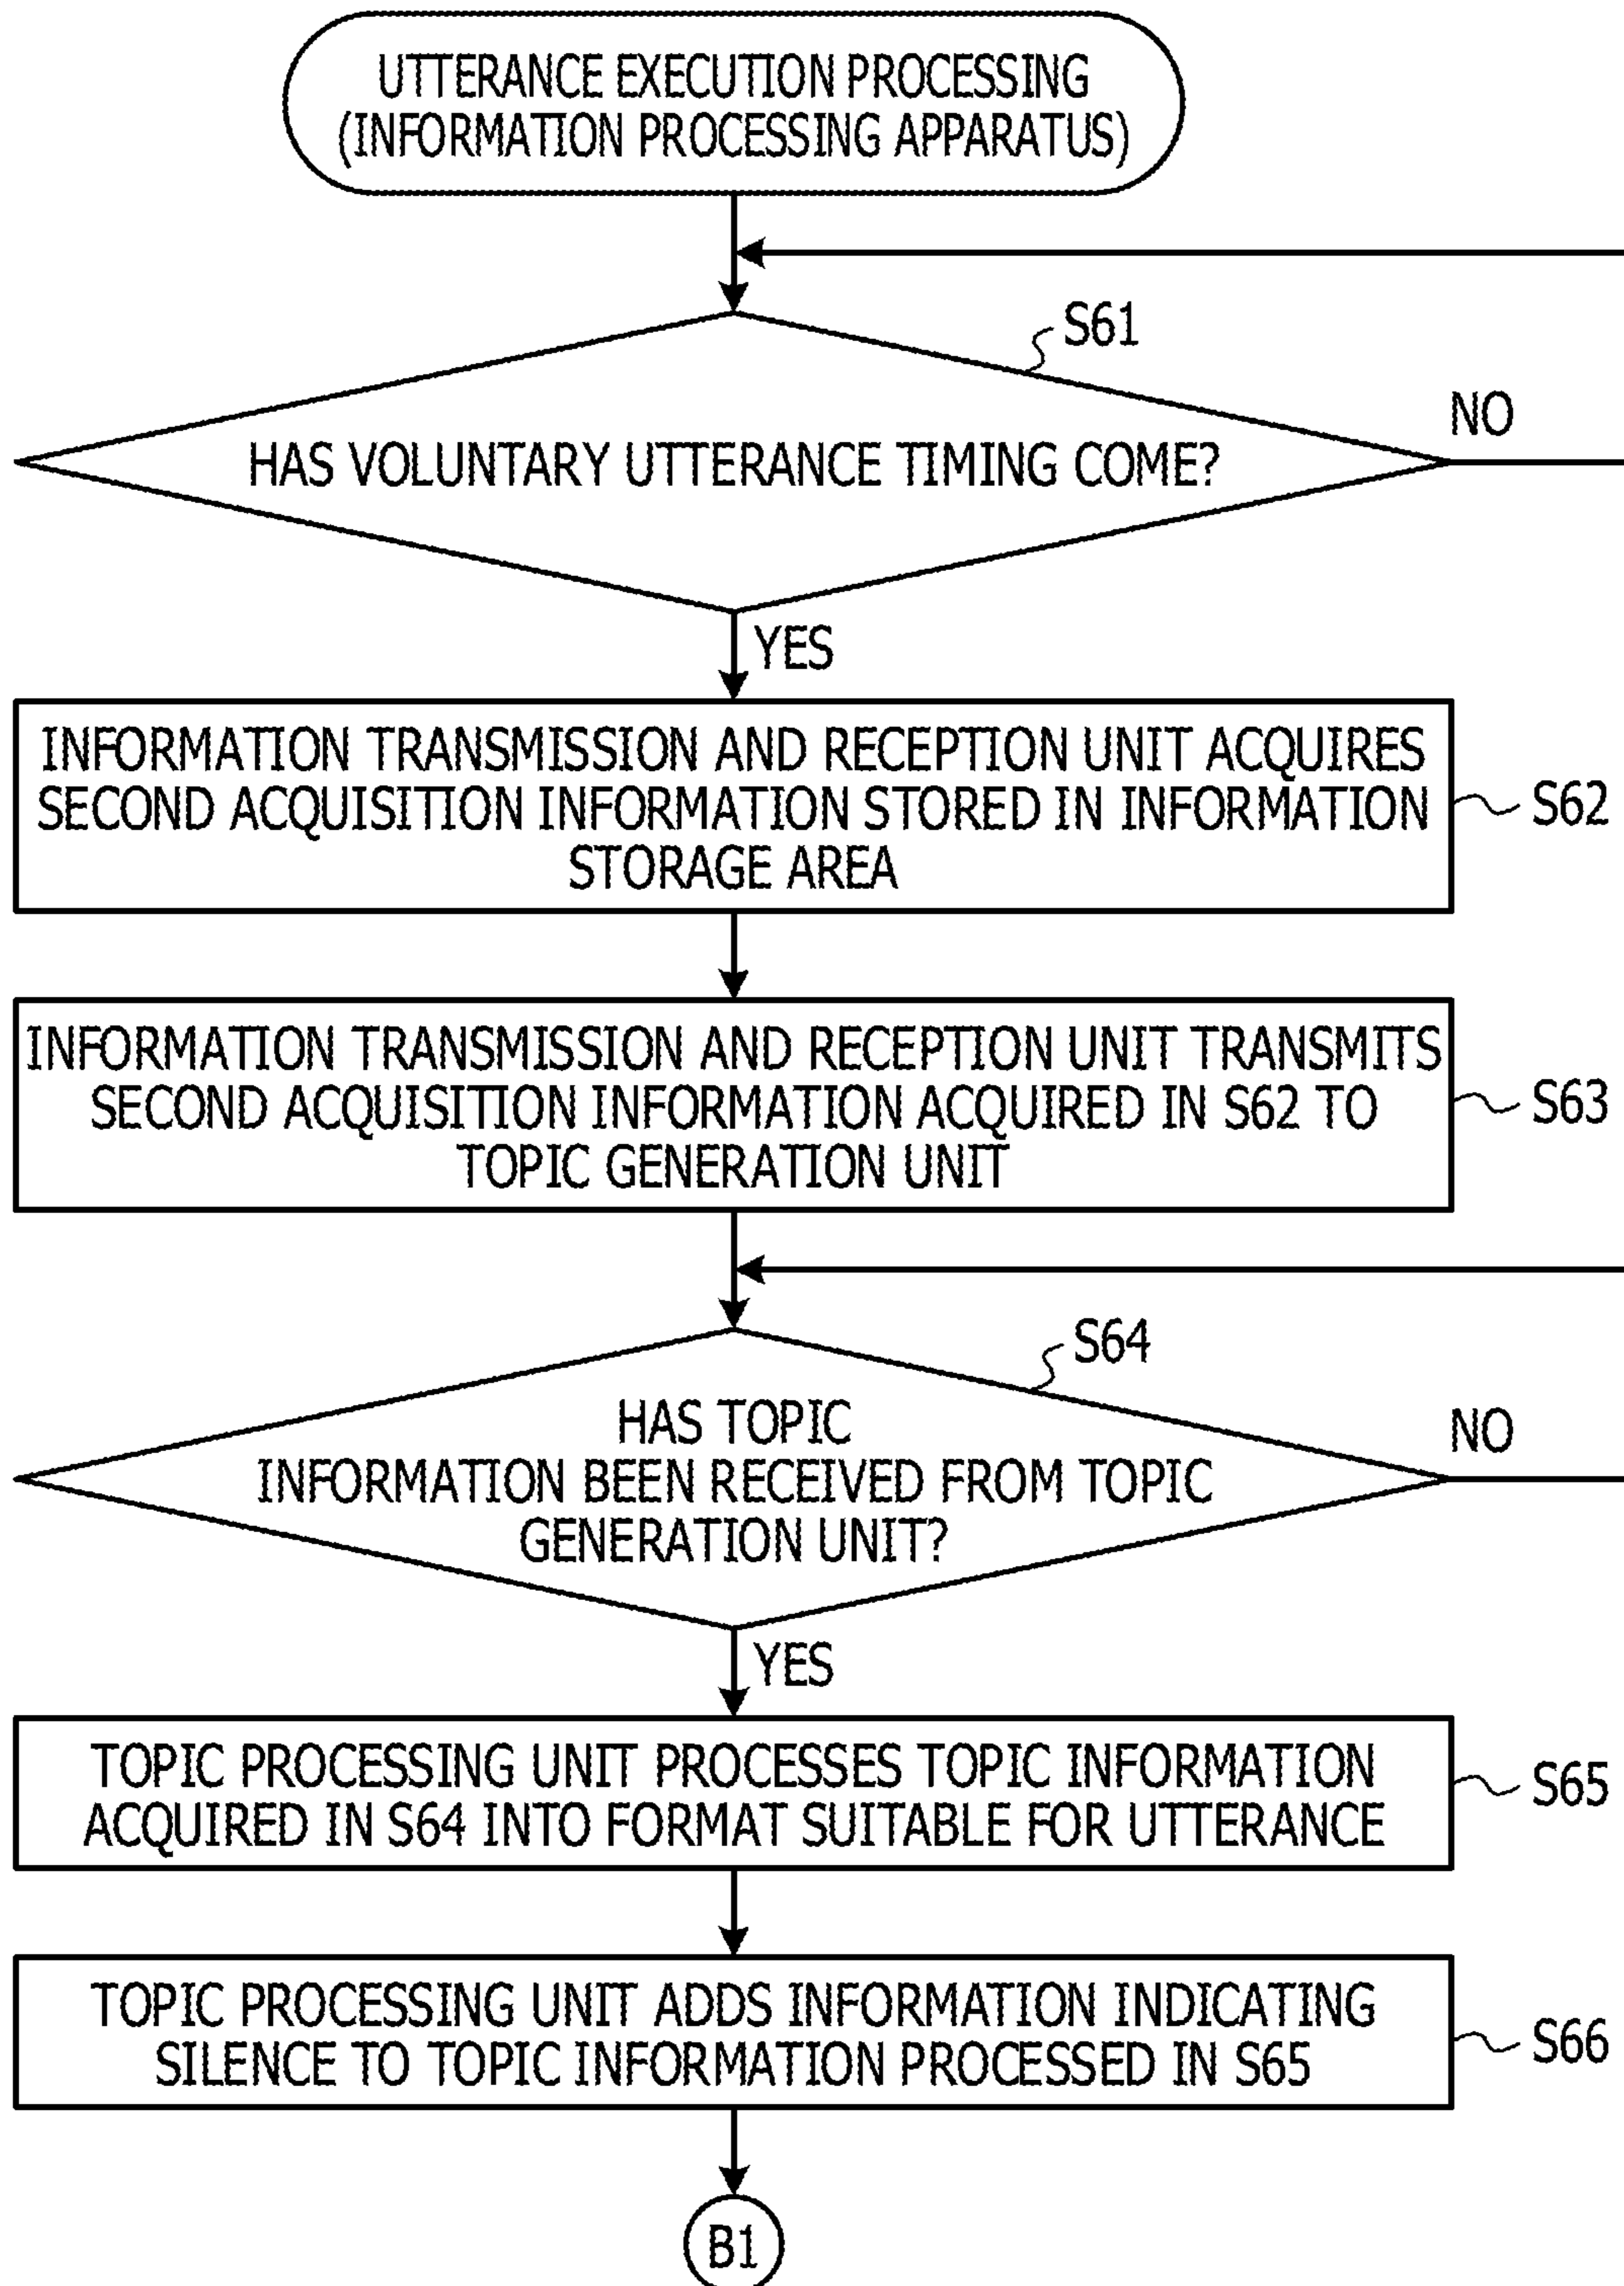 UTTERANCE EXECUTION PROCESSING
(INFORMATION PROCESSING APPARATUS)
S61
NO
HAS VOLUNTARY UTTERANCE TIMING COME?
YES
INFORMATION TRANSMISSION AND RECEPTION UNIT ACQUIRES
SECOND ACQUISITION INFORMATION STORED IN INFORMATION
STORAGE AREA
S62
INFORMATION TRANSMISSION AND RECEPTION UNIT TRANSMITS
SECOND ACQUISITION INFORMATION ACQUIRED IN S62 TO
TOPIC GENERATION UNIT
S63
S64
NO
HAS TOPIC
INFORMATION BEEN RECEIVED FROM TOPIC
GENERATION UNIT?
YES
TOPIC PROCESSING UNIT PROCESSES TOPIC INFORMATION
ACQUIRED IN S64 INTO FORMAT SUITABLE FOR UTTERANCE
S65
TOPIC PROCESSING UNIT ADDS INFORMATION INDICATING
SILENCE TO TOPIC INFORMATION PROCESSED IN S65
S66
B1